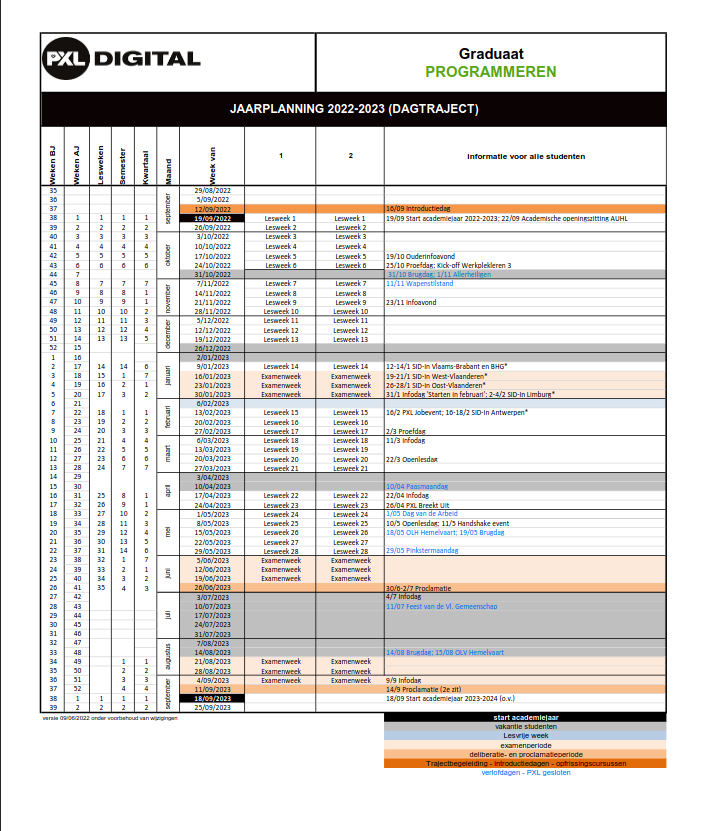 PXL DIGITAL
Graduaat
PROGRAMMEREN
JAARPLANNING 2022-2023 (DAGTRAJECT)
Weken BJ Weken AJ Lesweken Semester Kwartaal Maand Week van 1 2 Informatie voor alle studenten
35 29/08/2022
36 5/09/2022
37 september 12/09/2022 16/09 Introductiedag
38 1 1 1 1 19/09/2022 Lesweek 1 Lesweek 1 19/09 Start academiejaar 2022-2023; 22/09 Academische openingszitting AUHL
39 2 2 2 2 26/09/2022 Lesweek 2 Lesweek 2
40 3 3 3 3 3/10/2022 Lesweek 3 Lesweek 3
41 4 4 4 4 10/10/2022 Lesweek 4 Lesweek 4
42 5 5 5 5 oktober 17/10/2022 Lesweek 5 Lesweek 5 19/10 Ouderinfoavond
43 6 6 6 6 24/10/2022 Lesweek 6 Lesweek 6 25/10 Proefdag; Kick-off Werkplekleren 3
44 7 31/10/2022 31/10 Brugdag; 1/11 Allerheiligen
45 8 7 7 7 7/11/2022 Lesweek 7 Lesweek 7 11/11 Wapenstilstand
46 9 8 8 1 november 14/11/2022 Lesweek 8 Lesweek 8
47 10 9 9 1 21/11/2022 Lesweek 9 Lesweek 9 23/11 Infoavond
48 11 10 10 2 28/11/2022 Lesweek 10 Lesweek 10
49 12 11 11 3 5/12/2022 Lesweek 11 Lesweek 11
50 13 12 12 4 december 12/12/2022 Lesweek 12 Lesweek 12
51 14 13 13 5 19/12/2022 Lesweek 13 Lesweek 13
52 15 26/12/2022
1 16 2/01/2023
2 17 14 14 6 9/01/2023 Lesweek 14 Lesweek 14 12-14/1 SID-In Vlaams-Brabant en BHG*
3 18 15 1 7 januari 16/01/2023 Examenweek Examenweek 19-21/1 SID-In West-Vlaanderen*
4 19 16 2 1 23/01/2023 Examenweek Examenweek 26-28/1 SID-In Oost-Vlaanderen*
5 20 17 3 2 30/01/2023 Examenweek Examenweek 31/1 Infodag 'Starten in februari'; 2-4/2 SID-In Limburg*
6 21 6/02/2023
7 22 18 1 1 februari 13/02/2023 Lesweek 15 Lesweek 15 16/2 PXL Jobevent; 16-18/2 SID-In Antwerpen*
8 23 19 2 2 20/02/2023 Lesweek 16 Lesweek 16
9 24 20 3 3 27/02/2023 Lesweek 17 Lesweek 17 2/3 Proefdag
10 25 21 4 4 6/03/2023 Lesweek 18 Lesweek 18 11/3 Infodag
11 26 22 5 5 maart 13/03/2023 Lesweek 19 Lesweek 19
12 27 23 6 6 20/03/2023 Lesweek 20 Lesweek 20 22/3 Openlesdag
13 28 24 7 7 27/03/2023 Lesweek 21 Lesweek 21
14 29 3/04/2023
15 30 april 10/04/2023 10/04 Paasmaandag
16 31 25 8 1 17/04/2023 Lesweek 22 Lesweek 22 22/04 Infodag
17 32 26 9 1 24/04/2023 Lesweek 23 Lesweek 23 26/04 PXL Breekt Uit
18 33 27 10 2 1/05/2023 Lesweek 24 Lesweek 24 1/05 Dag van de Arbeid
19 34 28 11 3 8/05/2023 Lesweek 25 Lesweek 25 10/5 Openlesdag; 11/5 Handshake event
20 35 29 12 4 mei 15/05/2023 Lesweek 26 Lesweek 26 18/05 OLH Hemelvaart; 19/05 Brugdag
21 36 30 13 5 22/05/2023 Lesweek 27 Lesweek 27
22 37 31 14 6 29/05/2023 Lesweek 28 Lesweek 28 29/05 Pinkstermaandag
23 38 32 1 7 5/06/2023 Examenweek Examenweek
24 39 33 2 1 juni 12/06/2023 Examenweek Examenweek
25 40 34 3 2 19/06/2023 Examenweek Examenweek
26 41 35 4 3 26/06/2023 30/6-2/7 Proclamatie
27 42 3/07/2023 4/7 Infodag
28 43 10/07/2023 11/07 Feest van de Vl. Gemeenschap
29 44 juli 17/07/2023
30 45 24/07/2023
31 46 31/07/2023
32 47 7/08/2023
33 48 augustus 14/08/2023 14/08 Brugdag; 15/08 OLV Hemelvaart
34 49 1 1 21/08/2023 Examenweek Examenweek
35 50 2 2 28/08/2023 Examenweek Examenweek
36 51 3 3 4/09/2023 Examenweek Examenweek 9/9 Infodag
37 52 4 4 september 11/09/2023 14/9 Proclamatie (2e zit)
38 1 1 1 1 18/09/2023 18/09 Start academiejaar 2023-2024 (o.v.)
39 2 2 2 2 25/09/2023
versie 09/06/2022 onder voorbehoud van wijzigingen
start academiejaar
vakantie studenten
Lesvrije week
examenperiode
deliberatie- en proclamatieperiode
Trajectbegeleiding - introductiedagen - opfrissingscursussen
verlofdagen - PXL gesloten